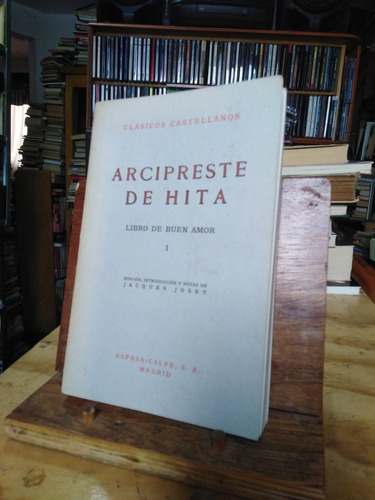 CLÁSICOS CASTELLANOS
ARCIPRESTE
DE HITA
LIBRO DE BUEN AMOR
I
EDICIÓN, INTRODUCCIÓN Y NOTAS DE
JACQUES JOSET
ESPASA-CALPE, S. A.
MADRID